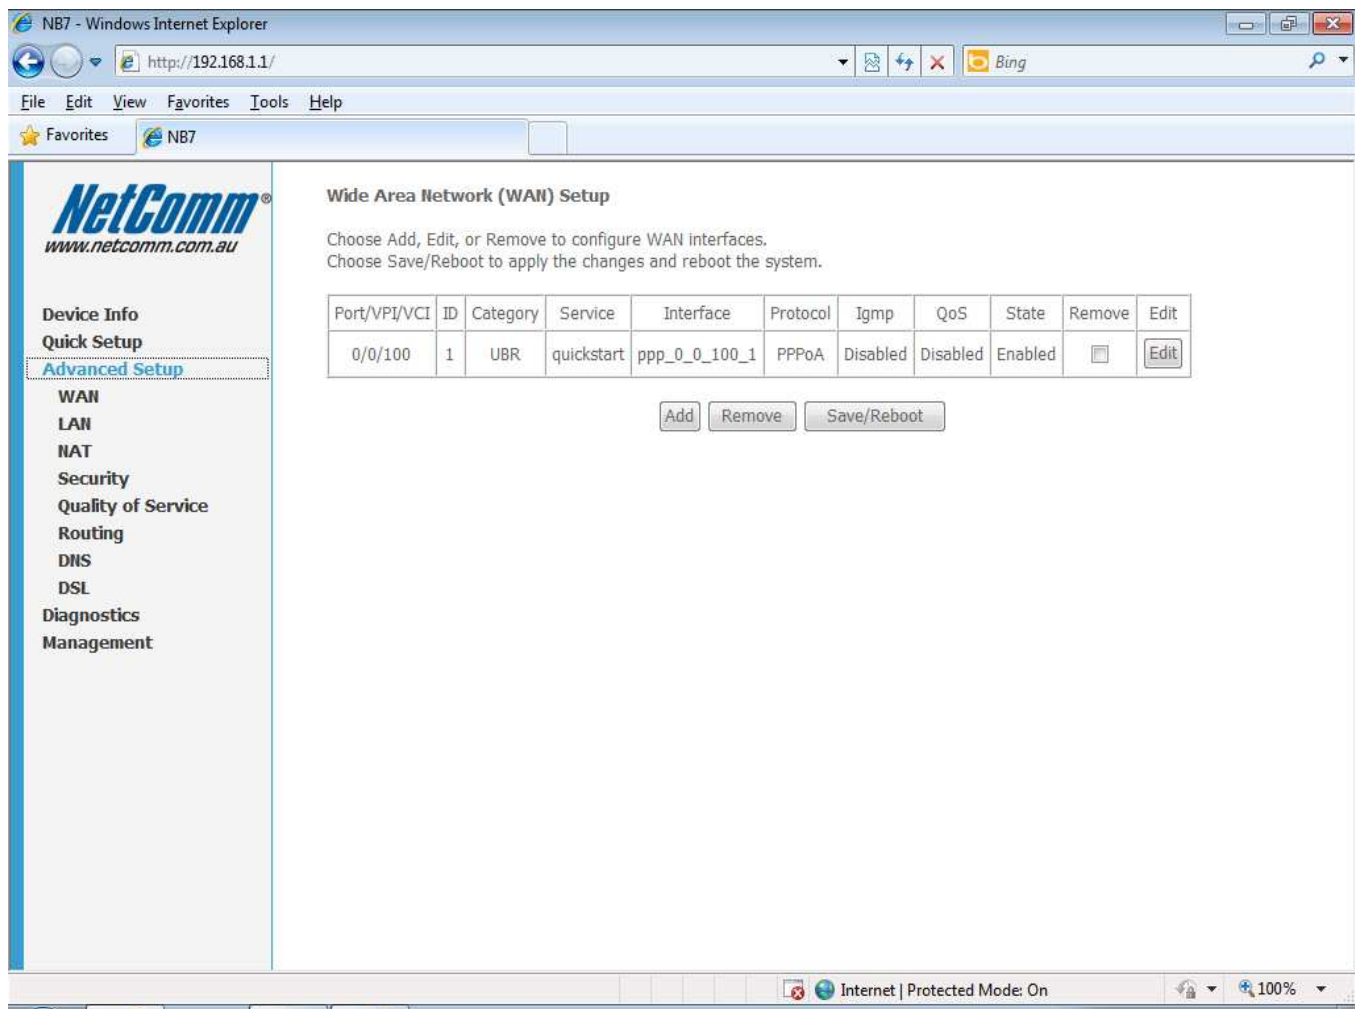 NB7 - Windows Internet Explorer
http://192.168.1.1/
Bing
File Edit View Favorites Tools Help
Favorites NB7
NetComm®
www.netcomm.com.au
Device Info
Quick Setup
Advanced Setup
WAN
LAN
NAT
Security
Quality of Service
Routing
DNS
DSL
Diagnostics
Management
Wide Area Network (WAN) Setup
Choose Add, Edit, or Remove to configure WAN interfaces.
Choose Save/Reboot to apply the changes and reboot the system.
Port/VPI/VCI ID Category Service Interface Protocol Igmp QoS State Remove Edit
0/0/100 1 UBR quickstart ppp_0_0_100_1 PPPoA Disabled Disabled Enabled Edit
Add Remove Save/Reboot
Internet | Protected Mode: On 100%